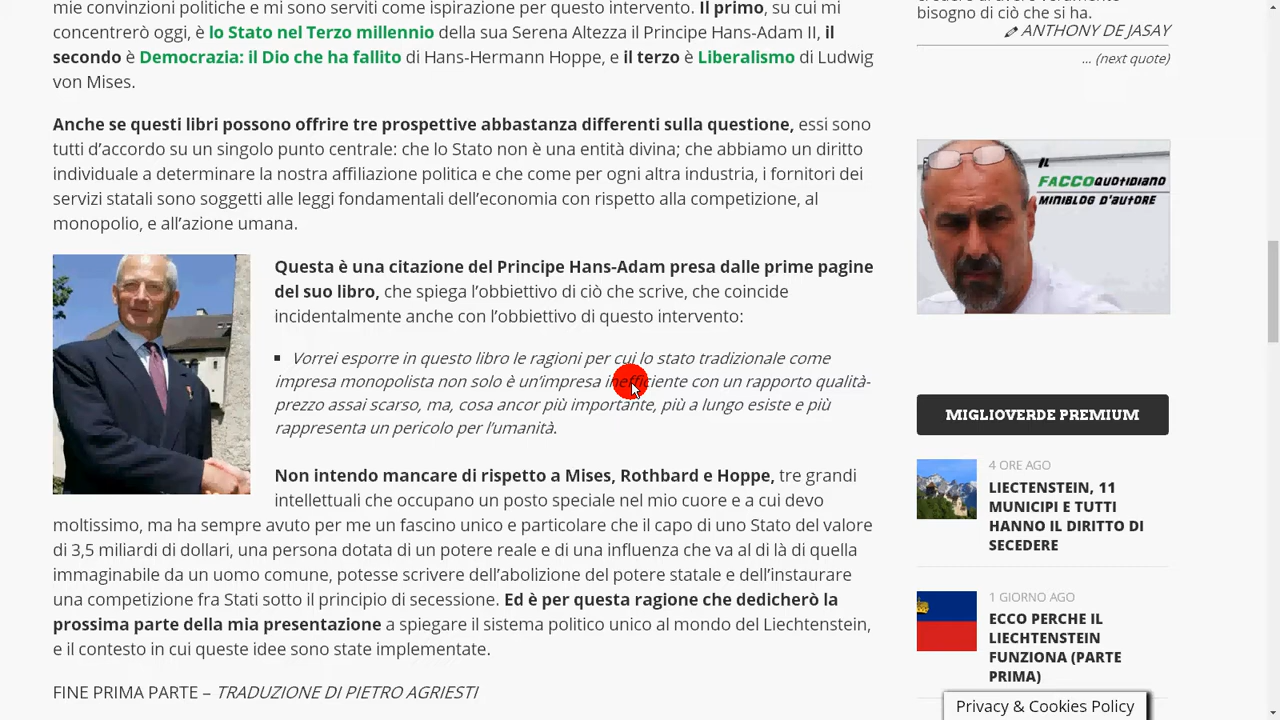 mie convinzioni politiche e mi sono serviti come ispirazione per questo intervento. Il primo, su cui mi
concentrerò oggi, è lo Stato nel Terzo millennio della sua Serena Altezza il Principe Hans-Adam II, il
secondo è Democrazia: il Dio che ha fallito di Hans-Hermann Hoppe, e il terzo è Liberalismo di Ludwig
von Mises.
Anche se questi libri possono offrire tre prospettive abbastanza differenti sulla questione, essi sono
tutti d’accordo su un singolo punto centrale: che lo Stato non è una entità divina; che abbiamo un diritto
individuale a determinare la nostra affiliazione politica e che come per ogni altra industria, i fornitori dei
servizi statali sono soggetti alle leggi fondamentali dell’economia con rispetto alla competizione, al
monopolio, e all’azione umana.
Questa è una citazione del Principe Hans-Adam presa dalle prime pagine
del suo libro, che spiega l’obbiettivo di ciò che scrive, che coincide
incidentalmente anche con l’obbiettivo di questo intervento:
Vorrei esporre in questo libro le ragioni per cui lo stato tradizionale come
impresa monopolista non solo è un’impresa inefficiente con un rapporto qualità-
prezzo assai scarso, ma, cosa ancor più importante, più a lungo esiste e più
rappresenta un pericolo per l’umanità.
Non intendo mancare di rispetto a Mises, Rothbard e Hoppe, tre grandi
intellettuali che occupano un posto speciale nel mio cuore e a cui devo
moltissimo, ma ha sempre avuto per me un fascino unico e particolare che il capo di uno Stato del valore
di 3,5 miliardi di dollari, una persona dotata di un potere reale e di una influenza che va al di là di quella
immaginabile da un uomo comune, potesse scrivere dell’abolizione del potere statale e dell’instaurare
una competizione fra Stati sotto il principio di secessione. Ed è per questa ragione che dedicherò la
prossima parte della mia presentazione a spiegare il sistema politico unico al mondo del Liechtenstein,
e il contesto in cui queste idee sono state implementate.
FINE PRIMA PARTE – TRADUZIONE DI PIETRO AGRIESTI
bisogno di ciò che si ha.
ANTHONY DE JASAY
... (next quote)
IL
FACCOQUOTIDIANO
MINIBLOG D'AUTORE
MIGLIOVERDE PREMIUM
4 ORE AGO
LIECTENSTEIN, 11
MUNICIPI E TUTTI
HANNO IL DIRITTO DI
SECEDERE
1 GIORNO AGO
ECCO PERCHE IL
LIECHTENSTEIN
FUNZIONA (PARTE
PRIMA)
Privacy & Cookies Policy